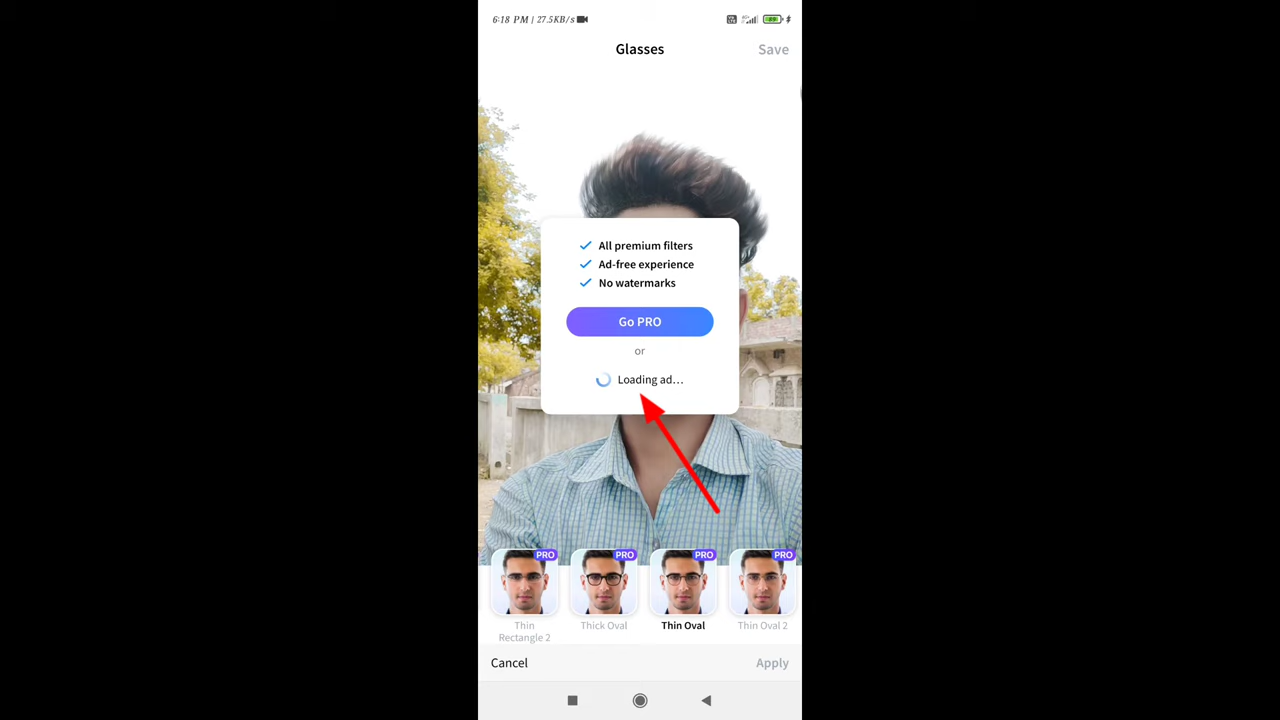 6:18 PM | 27.5KB/s
89
Glasses
Save
All premium filters
Ad-free experience
No watermarks
Go PRO
or
Loading ad...
PRO
PRO
PRO
PRO
Thin Rectangle 2
Thick Oval
Thin Oval
Thin Oval 2
Cancel
Apply